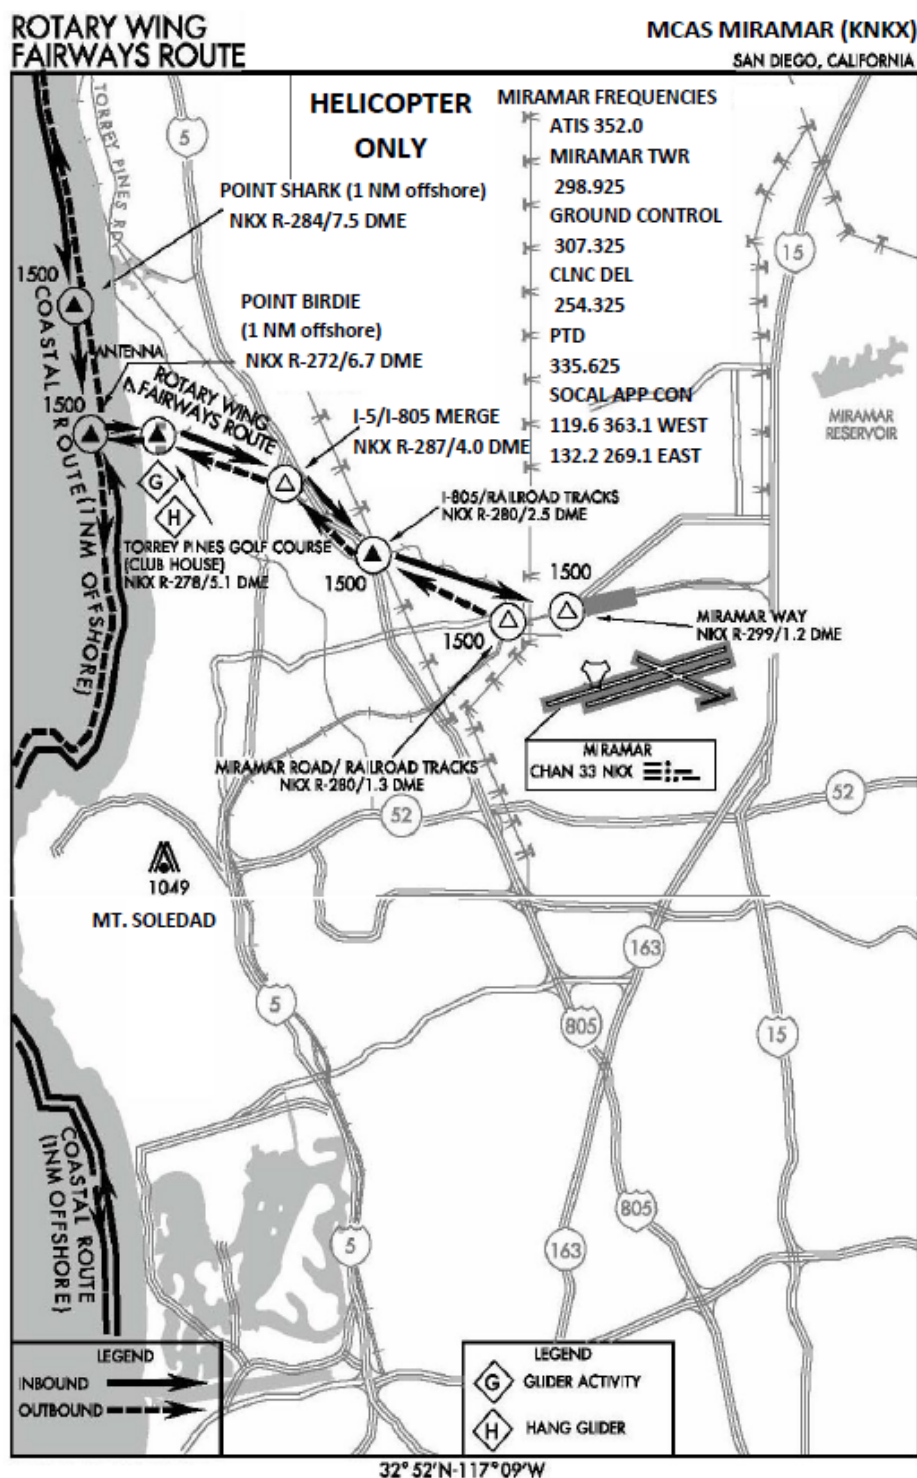 ROTARY WING
FAIRWAYS ROUTE
MCAS MIRAMAR (KNKX)
SAN DIEGO, CALIFORNIA
HELICOPTER
ONLY
MIRAMAR FREQUENCIES
ATIS 352.0
MIRAMAR TWR
298.925
GROUND CONTROL
307.325
CLNC DEL
254.325
PTD
335.625
SOCAL APP CON
119.6 363.1 WEST
132.2 269.1 EAST
TORREY PINES RD
5
15
POINT SHARK (1 NM offshore)
NKX R-284/7.5 DME
1500
POINT BIRDIE
(1 NM offshore)
NKX R-272/6.7 DME
ANTENNA
1500
COASTAL ROUTE (1 NM OFFSHORE)
ROTARY WING
FAIRWAYS ROUTE
I-5/I-805 MERGE
NKX R-287/4.0 DME
MIRAMAR
RESERVOIR
G
H
I-805/RAILROAD TRACKS
NKX R-280/2.5 DME
TORREY PINES GOLF COURSE
(CLUB HOUSE)
NKX R-278/5.1 DME
1500
1500
MIRAMAR WAY
NKX R-299/1.2 DME
1500
MIRAMAR ROAD/ RAILROAD TRACKS
NKX R-280/1.3 DME
MIRAMAR
CHAN 33 NKX
52
52
1049
MT. SOLEDAD
163
5
805
15
COASTAL ROUTE
(1NM OFFSHORE)
805
5
163
LEGEND
INBOUND
OUTBOUND
LEGEND
G GLIDER ACTIVITY
H HANG GLIDER
32° 52'N-117° 09'W